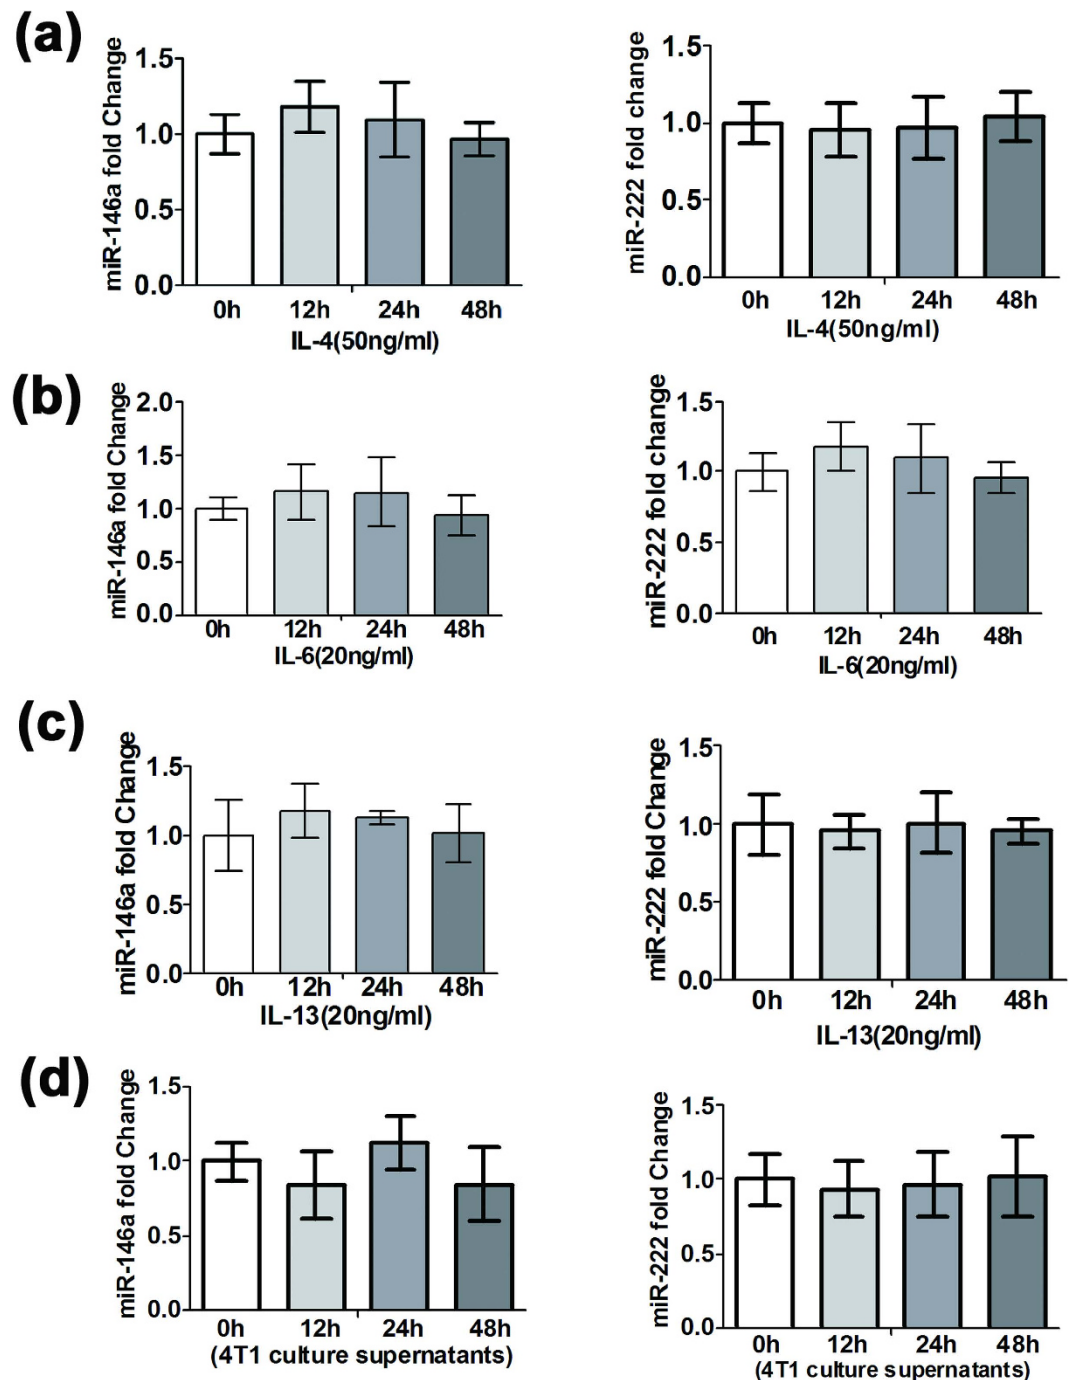 (a)
miR-146a fold Change
1.5
1.0
0.5
0.0
0h 12h 24h 48h
IL-4(50ng/ml)
miR-222 fold change
1.5
1.0
0.5
0.0
0h 12h 24h 48h
IL-4(50ng/ml)
(b)
miR-146a fold Change
2.0
1.5
1.0
0.5
0.0
0h 12h 24h 48h
IL-6(20ng/ml)
miR-222 fold change
1.5
1.0
0.5
0.0
0h 12h 24h 48h
IL-6(20ng/ml)
(c)
miR-146a fold Change
1.5
1.0
0.5
0.0
0h 12h 24h 48h
IL-13(20ng/ml)
miR-222 fold Change
1.5
1.0
0.5
0.0
0h 12h 24h 48h
IL-13(20ng/ml)
(d)
miR-146a fold Change
1.5
1.0
0.5
0.0
0h 12h 24h 48h
(4T1 culture supernatants)
miR-222 fold Change
1.5
1.0
0.5
0.0
0h 12h 24h 48h
(4T1 culture supernatants)